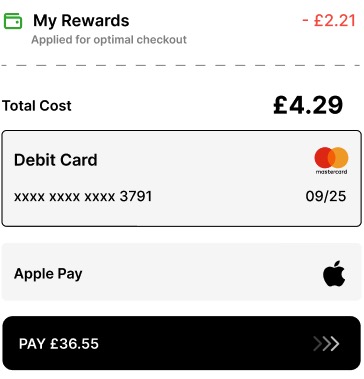 My Rewards - £2.21
Applied for optimal checkout
Total Cost £4.29
Debit Card
mastercard
xxxx xxxx xxxx 3791 09/25
Apple Pay
PAY £36.55